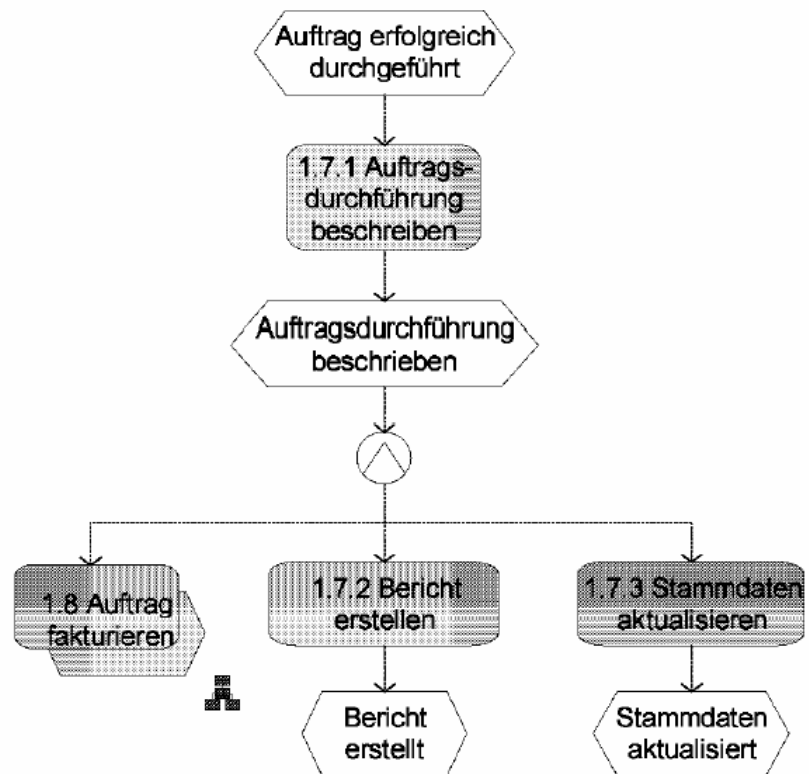 Auftrag erfolgreich
durchgeführt
1.7.1 Auftrags-
durchführung
beschreiben
Auftragsdurchführung
beschrieben
1.8 Auftrag
fakturieren
1.7.2 Bericht
erstellen
1.7.3 Stammdaten
aktualisieren
Bericht
erstellt
Stammdaten
aktualisiert